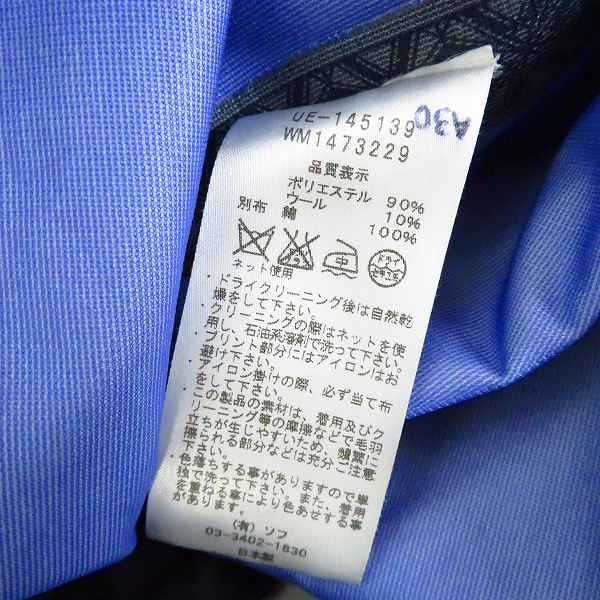 UE-145139
A30
WM1473229
品質表示
ポリエステル 90%
ウール 10%
別布 綿 100%
ドライ
セキユ系
ネット使用
・ドライクリーニング後は自然乾
燥をして下さい。
・クリーニングの際はネットを使
用し、石油系溶剤で洗って下さい。
・プリント部分にはアイロンはお
避け下さい。
・アイロン掛けの際、必ず当て布
をして下さい。
・この製品の素材は、着用及びク
リーニング等の摩擦などで毛羽
立ちが生じやすいため、頻繁に
擦られる部分などは充分ご注意
下さい。
・色落ちする事がありますので単
独で洗って下さい。また、着用
を重ねる事により色あせする事
があります。
(有) ソフ
03-3402-1830
日本製